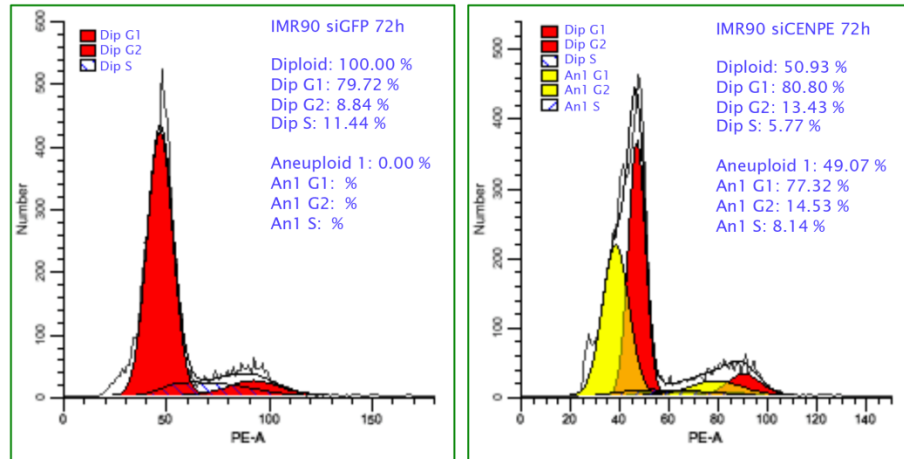 Dip G1
Dip G2
Dip S
IMR90 siGFP 72h
Diploid: 100.00 %
Dip G1: 79.72 %
Dip G2: 8.84 %
Dip S: 11.44 %
Aneuploid 1: 0.00 %
An1 G1: %
An1 G2: %
An1 S: %
Number
600
500
400
300
200
100
0
0
50
100
150
PE-A
Dip G1
Dip G2
Dip S
An1 G1
An1 G2
An1 S
IMR90 siCENPE 72h
Diploid: 50.93 %
Dip G1: 80.80 %
Dip G2: 13.43 %
Dip S: 5.77 %
Aneuploid 1: 49.07 %
An1 G1: 77.32 %
An1 G2: 14.53 %
An1 S: 8.14 %
Number
500
400
300
200
100
0
0
20
40
60
80
100
120
140
PE-A